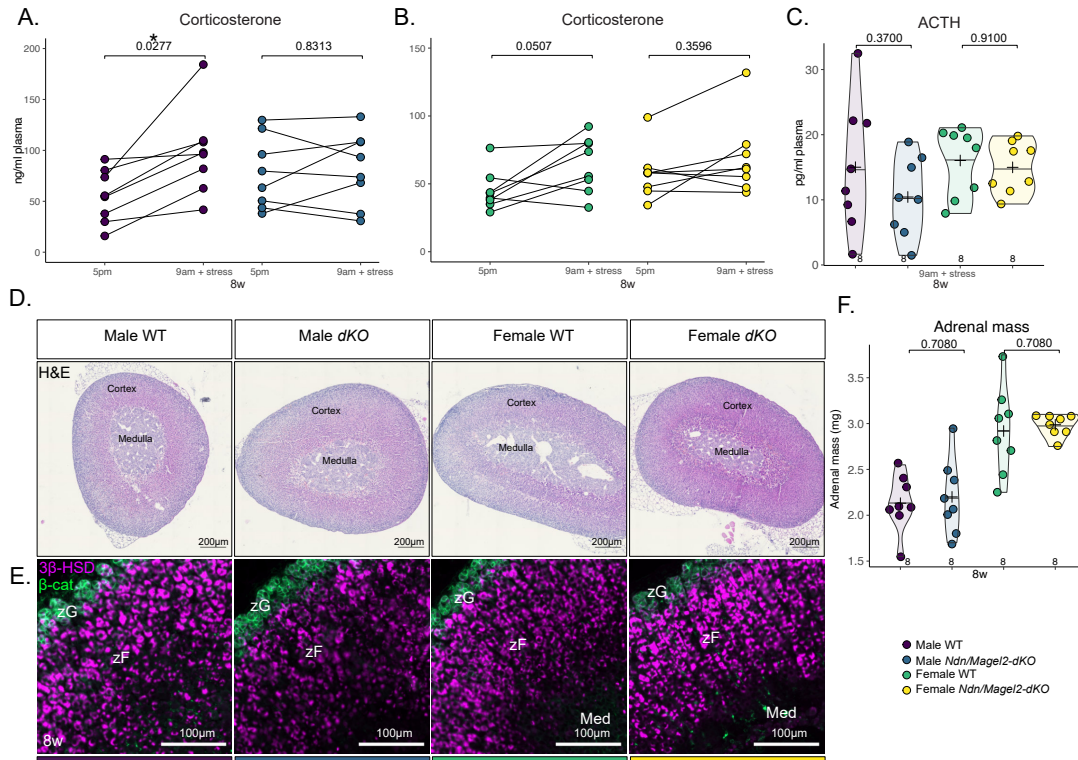 A.
Corticosterone
*
0.0277
0.8313
200
150
100
50
0
ng/ml plasma
5pm
9am + stress
5pm
9am + stress
8w
B.
Corticosterone
0.0507
0.3596
150
100
50
0
5pm
9am + stress
5pm
9am + stress
8w
C.
ACTH
0.3700
0.9100
30
20
10
0
pg/ml plasma
8
8
8
8
9am + stress
8w
D.
Male WT
Male dKO
Female WT
Female dKO
H&E
Cortex
Medulla
200µm
Cortex
Medulla
200µm
Cortex
Medulla
200µm
Cortex
Medulla
200µm
E.
3β-HSD
β-cat
zG
zF
8w
100µm
zG
zF
100µm
zG
zF
Med
100µm
zG
zF
Med
100µm
F.
Adrenal mass
0.7080
0.7080
3.5
3.0
2.5
2.0
1.5
Adrenal mass (mg)
8
8
8
8
8w
Male WT
Male Ndn/Magel2-dKO
Female WT
Female Ndn/Magel2-dKO